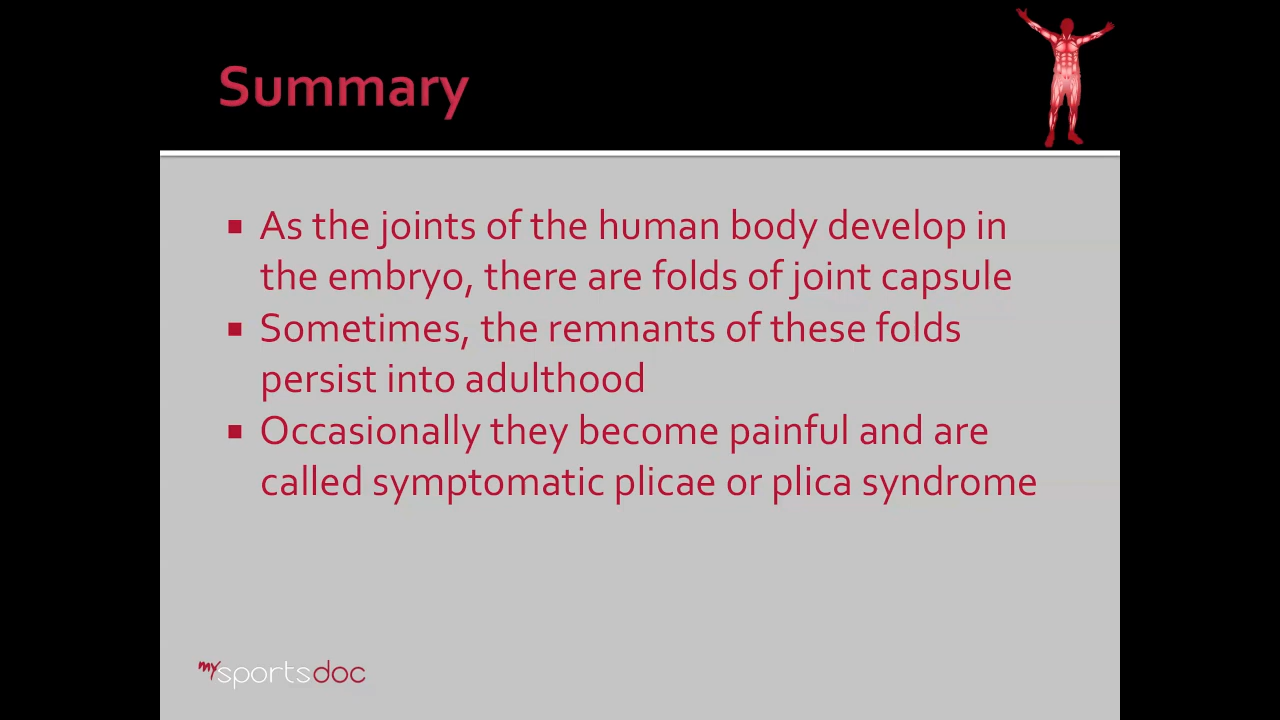 Summary
As the joints of the human body develop in
the embryo, there are folds of joint capsule
Sometimes, the remnants of these folds
persist into adulthood
Occasionally they become painful and are
called symptomatic plicae or plica syndrome
mysportsdoc